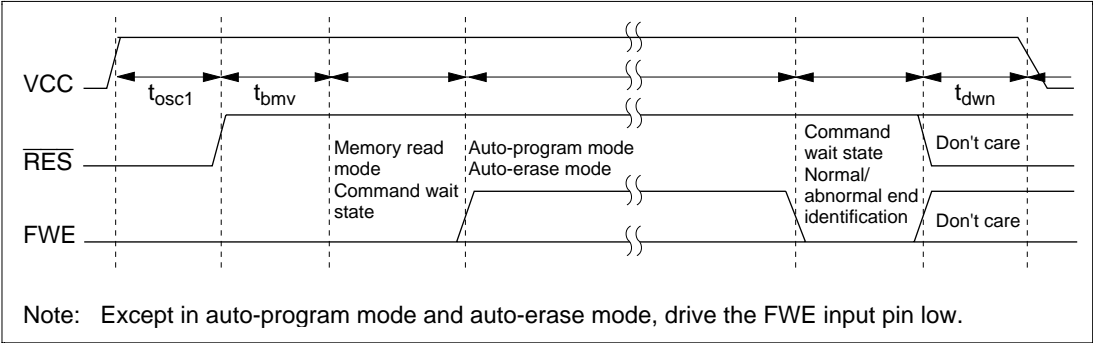 VCC
tosc1
tbmv
tdwn
RES
Memory read
mode
Command wait
state
Auto-program mode
Auto-erase mode
Command
wait state
Normal/
abnormal end
identification
Don't care
FWE
Don't care
Note: Except in auto-program mode and auto-erase mode, drive the FWE input pin low.